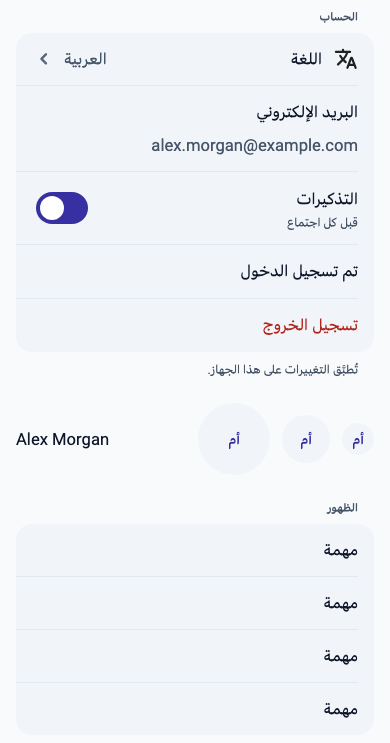 الحساب
اللغة
العربية
البريد الإلكتروني
alex.morgan@example.com
التذكيرات
قبل كل اجتماع
تم تسجيل الدخول
تسجيل الخروج
تُطبَّق التغييرات على هذا الجهاز.
أم
أم
أم
Alex Morgan
الظهور
مهمة
مهمة
مهمة
مهمة